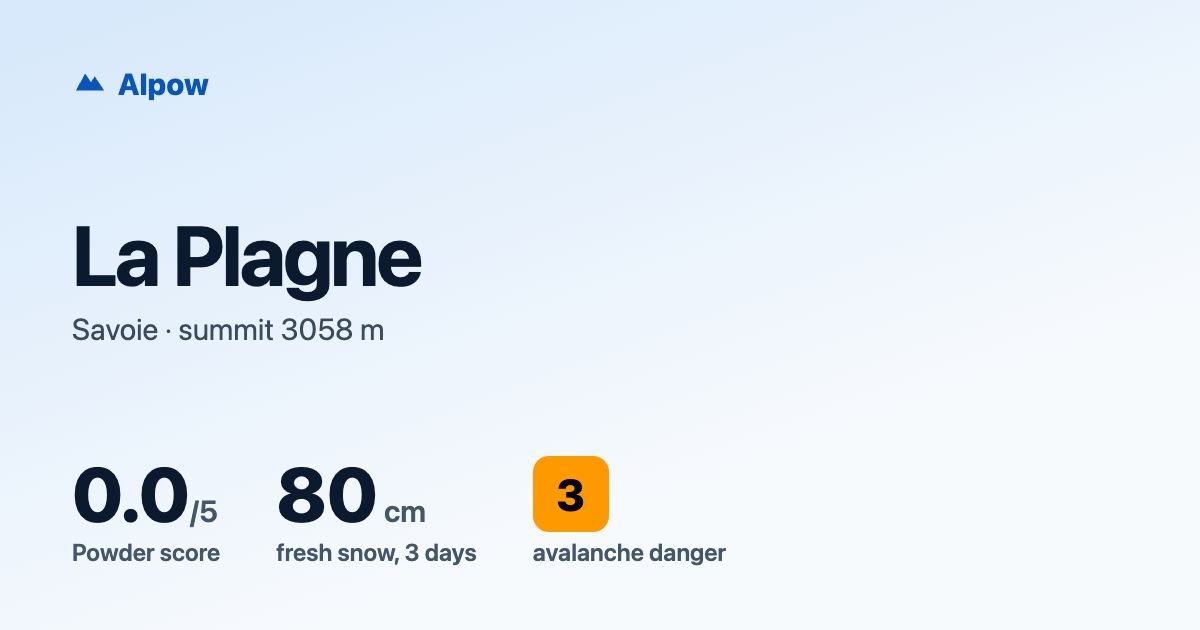 Alpow
La Plagne
Savoie · summit 3058 m
0.0/5 80 cm 3
Powder score fresh snow, 3 days avalanche danger